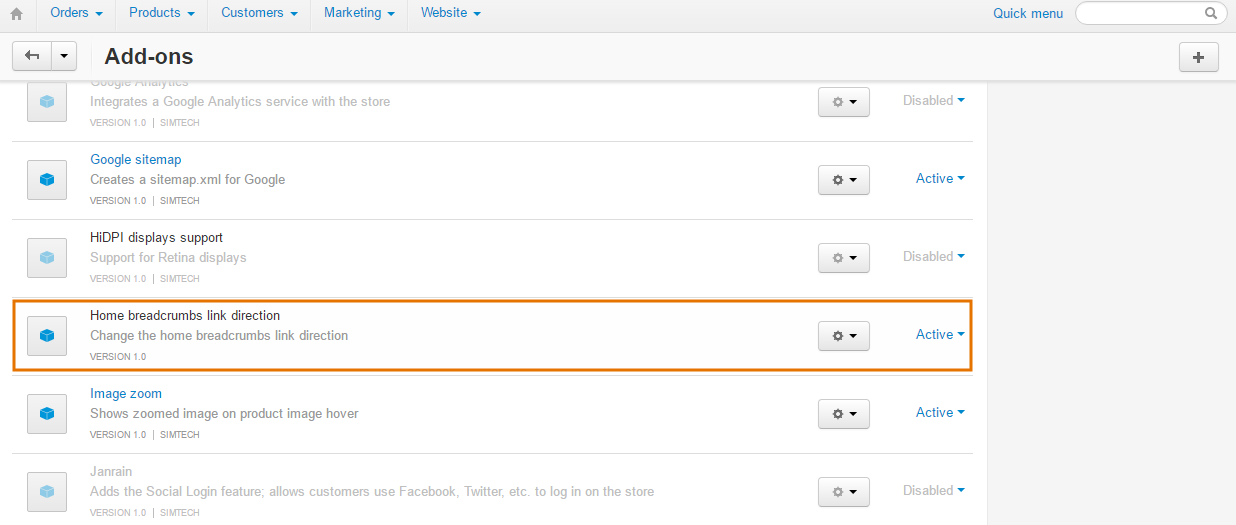 Orders Products Customers Marketing Website Quick menu
Add-ons
Google Analytics
Integrates a Google Analytics service with the store
Disabled
VERSION 1.0 | SIMTECH
Google sitemap
Creates a sitemap.xml for Google
Active
VERSION 1.0 | SIMTECH
HiDPI displays support
Support for Retina displays
Disabled
VERSION 1.0 | SIMTECH
Home breadcrumbs link direction
Change the home breadcrumbs link direction
Active
VERSION 1.0
Image zoom
Shows zoomed image on product image hover
Active
VERSION 1.0 | SIMTECH
Janrain
Adds the Social Login feature; allows customers use Facebook, Twitter, etc. to log in on the store
Disabled
VERSION 1.0 | SIMTECH